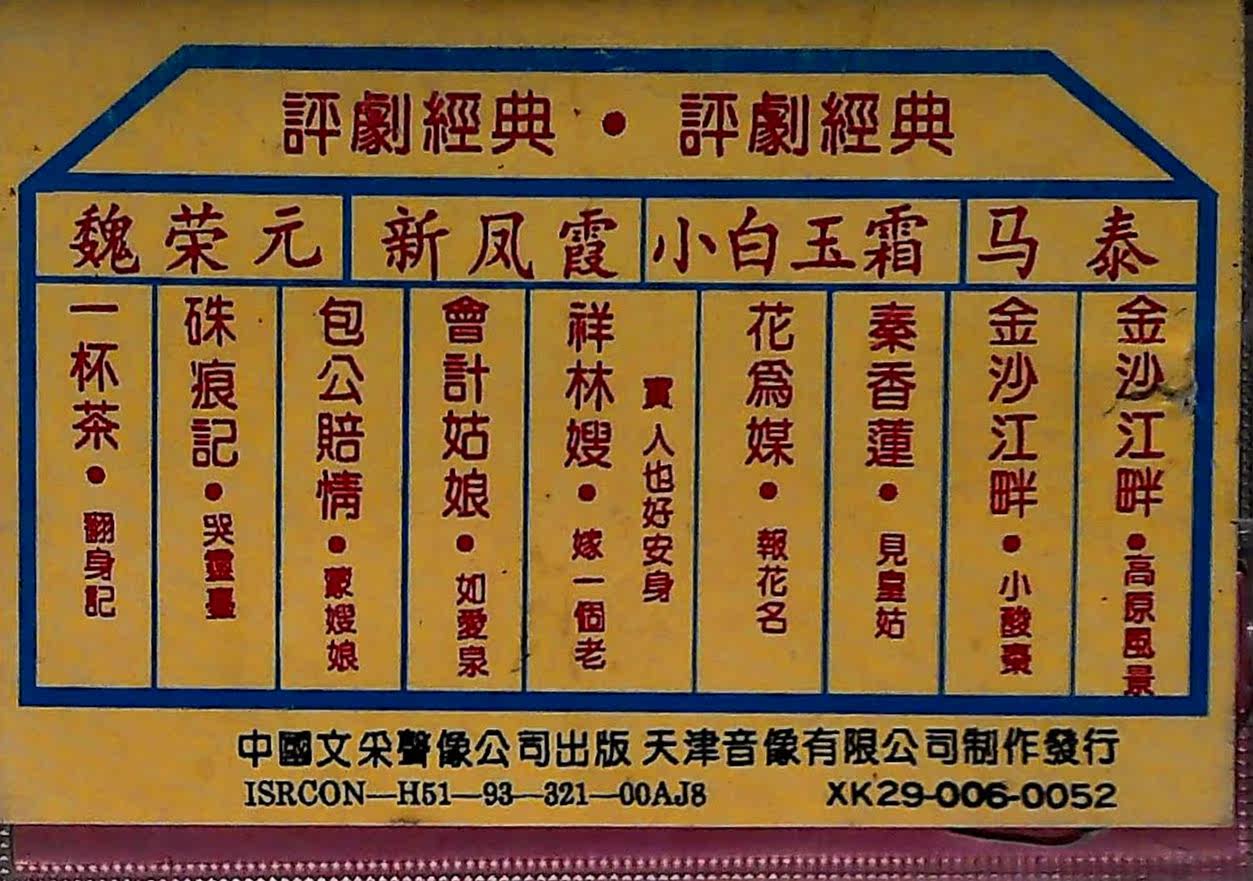 評劇經典 • 評劇經典
魏荣元
新凤霞
小白玉霜
马泰
一杯茶•翻身記
硃痕記•哭靈臺
包公賠情•蒙嫂娘
會計姑娘•如愛泉
祥林嫂•嫁一個老
實人也好安身
花為媒•報花名
秦香蓮•見皇姑
金沙江畔•小酸棗
金沙江畔•高原風景
中國文采聲像公司出版 天津音像有限公司制作發行
ISRCON—H51—93—321—00AJ8
XK29-006-0052